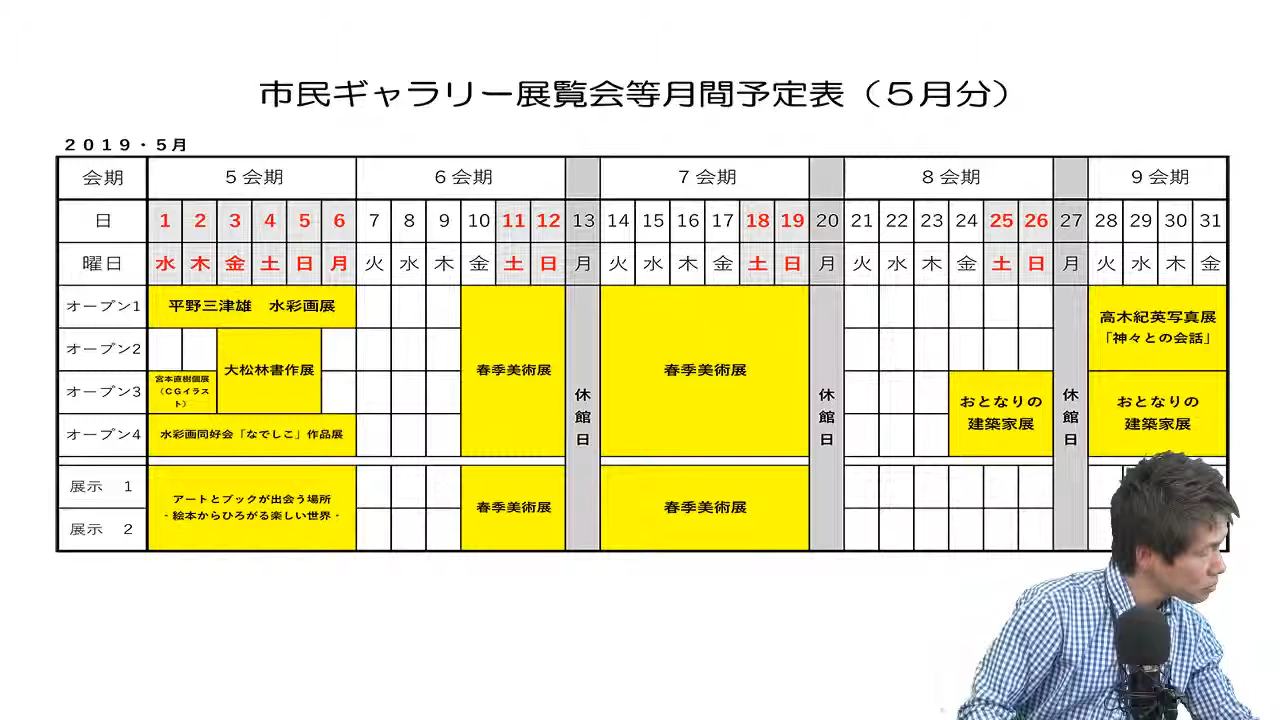 市民ギャラリー展覧会等月間予定表（５月分）
２０１９・５月
会期 ５会期 ６会期 ７会期 ８会期 ９会期
日 1 2 3 4 5 6 7 8 9 10 11 12 13 14 15 16 17 18 19 20 21 22 23 24 25 26 27 28 29 30 31
曜日 水 木 金 土 日 月 火 水 木 金 土 日 月 火 水 木 金 土 日 月 火 水 木 金 土 日 月 火 水 木 金
オープン1 平野三津雄　水彩画展
オープン2
オープン3
オープン4
大松林書作展
宮本直樹個展
（ＣＧイラス
ト）
水彩画同好会「なでしこ」作品展
春季美術展
休
館
日
春季美術展
休
館
日
おとなりの
建築家展
休
館
日
高木紀英写真展
「神々との会話」
おとなりの
建築家展
展示　1
展示　2
アートとブックが出会う場所
- 絵本からひろがる楽しい世界 -
春季美術展
春季美術展